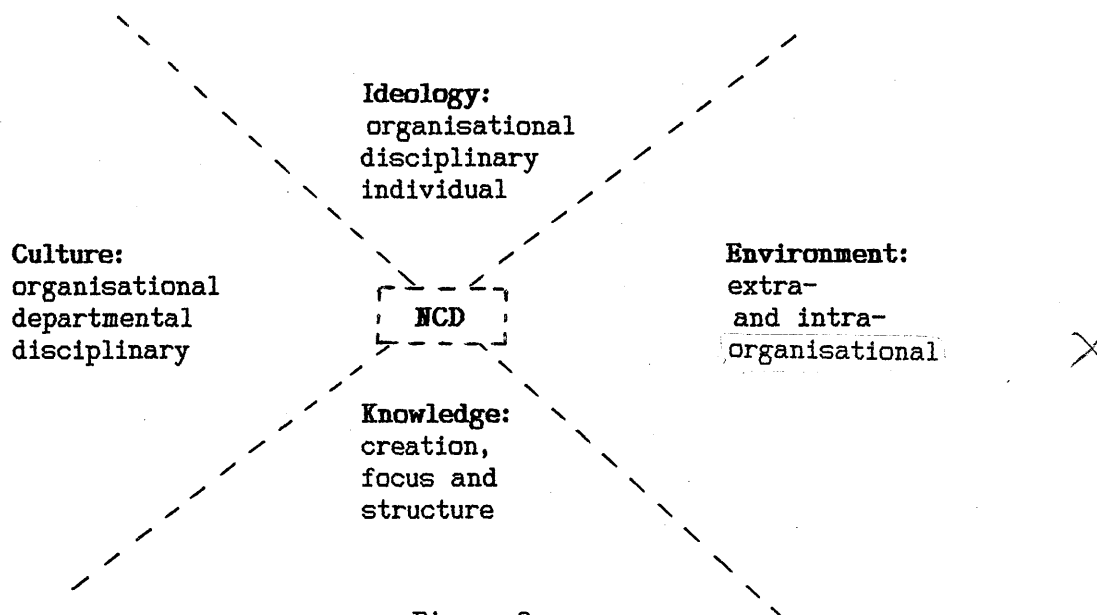 Ideology:
organisational
disciplinary
individual
Culture:
organisational
departmental
disciplinary
NCD
Environment:
extra-
and intra-
organisational
Knowledge:
creation,
focus and
structure